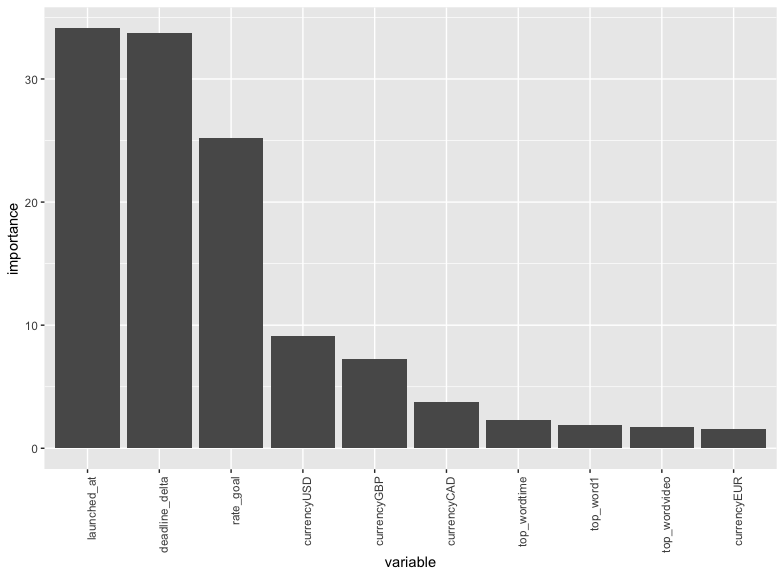 importance
30
20
10
0
launched_at
deadline_delta
rate_goal
currencyUSD
currencyGBP
currencyCAD
top_wordtime
top_word1
top_wordvideo
currencyEUR
variable